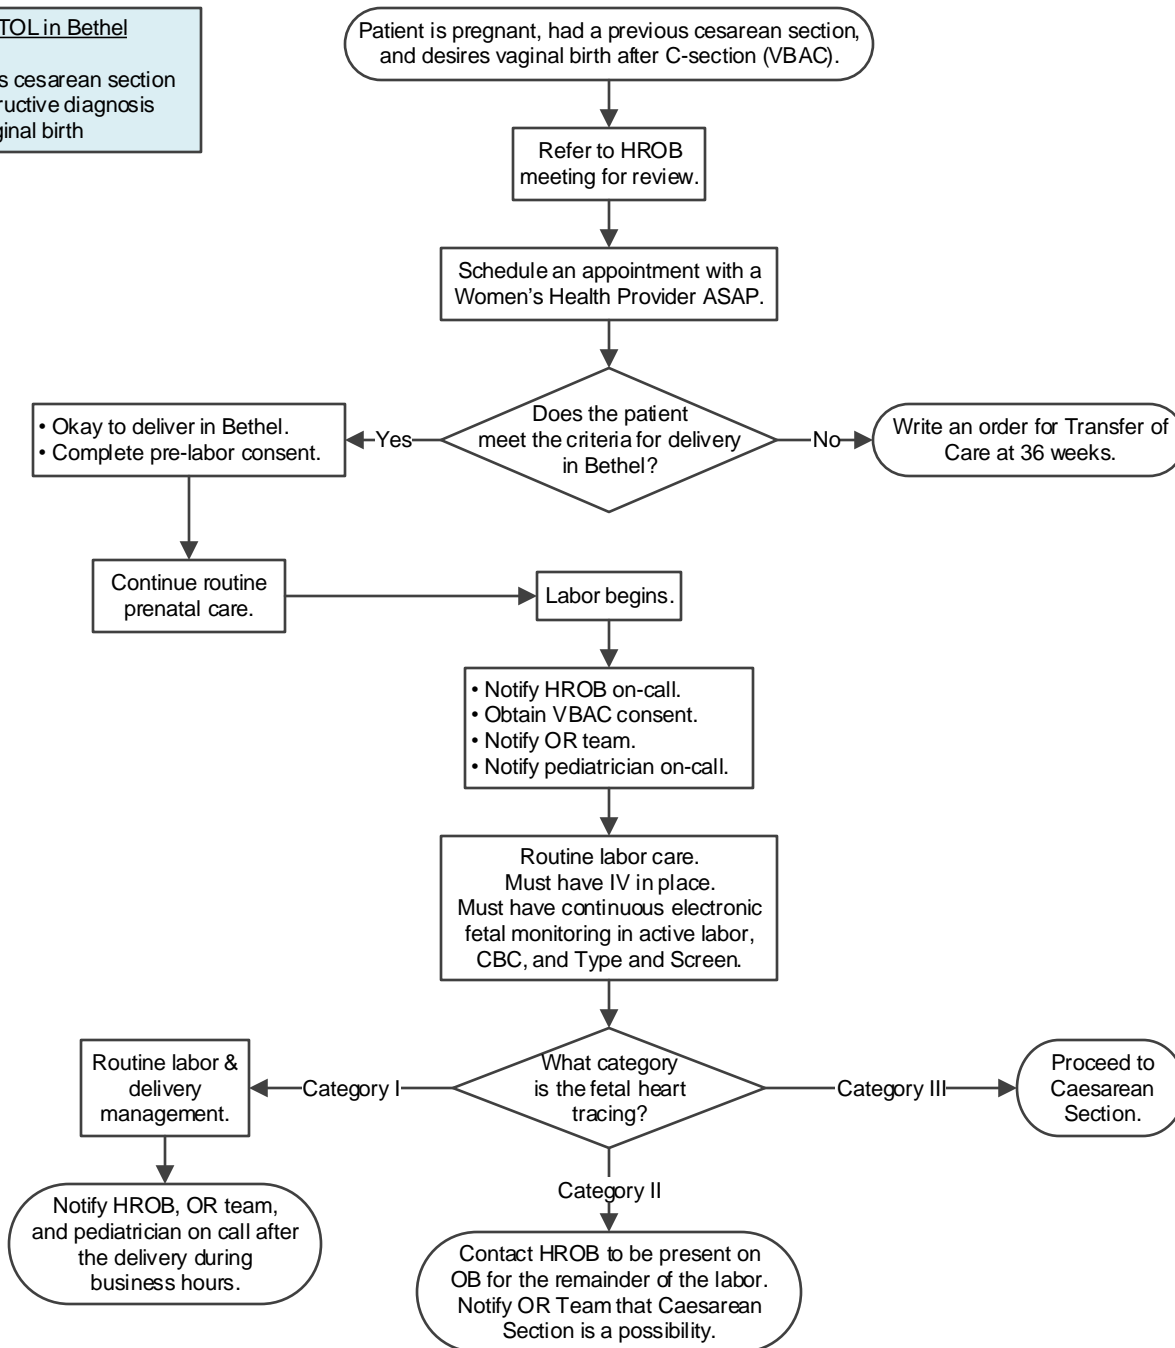 TOL in Bethel
s cesarean section
ructive diagnosis
ginal birth
Patient is pregnant, had a previous cesarean section,
and desires vaginal birth after C-section (VBAC).
Refer to HROB
meeting for review.
Schedule an appointment with a
Women's Health Provider ASAP.
Does the patient
meet the criteria for delivery
in Bethel?
Yes
No
• Okay to deliver in Bethel.
• Complete pre-labor consent.
Write an order for Transfer of
Care at 36 weeks.
Continue routine
prenatal care.
Labor begins.
• Notify HROB on-call.
• Obtain VBAC consent.
• Notify OR team.
• Notify pediatrician on-call.
Routine labor care.
Must have IV in place.
Must have continuous electronic
fetal monitoring in active labor,
CBC, and Type and Screen.
What category
is the fetal heart
tracing?
Category I
Category III
Category II
Routine labor &
delivery
management.
Proceed to
Caesarean
Section.
Notify HROB, OR team,
and pediatrician on call after
the delivery during
business hours.
Contact HROB to be present on
OB for the remainder of the labor.
Notify OR Team that Caesarean
Section is a possibility.